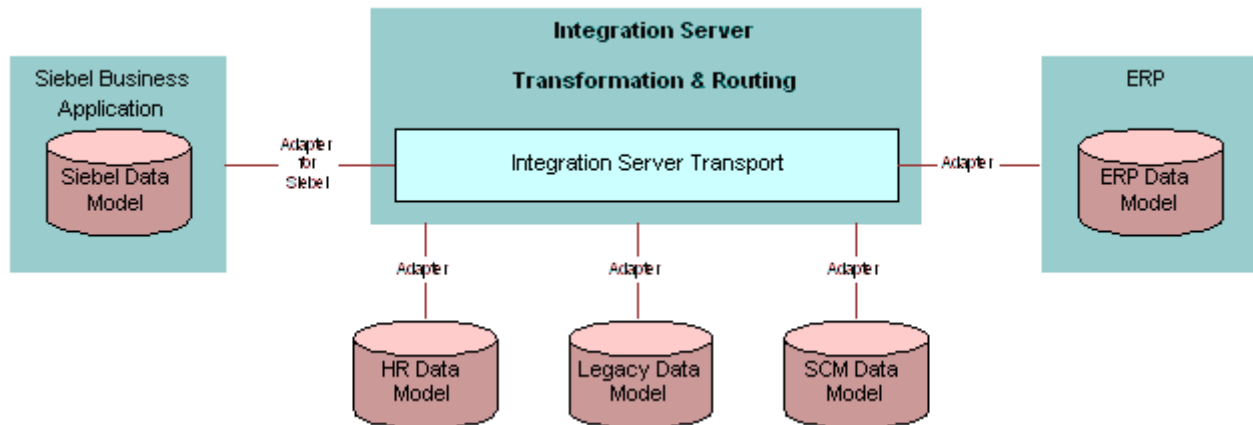 Integration Server
Transformation & Routing
Siebel Business
Application
Siebel Data
Model
Adapter
for
Siebel
Integration Server Transport
Adapter
ERP
ERP Data
Model
Adapter
Adapter
Adapter
HR Data
Model
Legacy Data
Model
SCM Data
Model